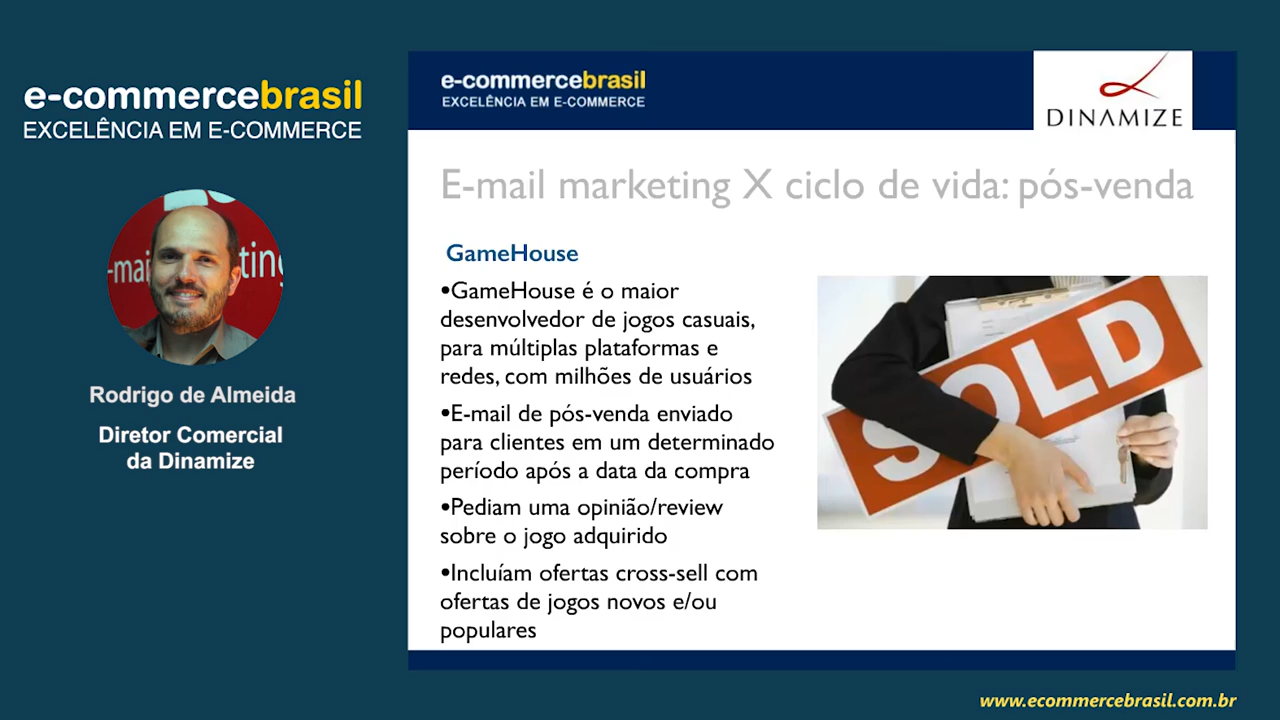 e-commercebrasil
EXCELÊNCIA EM E-COMMERCE
-mai
ting
Rodrigo de Almeida
Diretor Comercial
da Dinamize
e-commercebrasil
EXCELÊNCIA EM E-COMMERCE
DINAMIZE
E-mail marketing X ciclo de vida: pós-venda
GameHouse
•GameHouse é o maior
desenvolvedor de jogos casuais,
para múltiplas plataformas e
redes, com milhões de usuários
•E-mail de pós-venda enviado
para clientes em um determinado
período após a data da compra
•Pediam uma opinião/review
sobre o jogo adquirido
•Incluíam ofertas cross-sell com
ofertas de jogos novos e/ou
populares
SOLD
www.ecommercebrasil.com.br